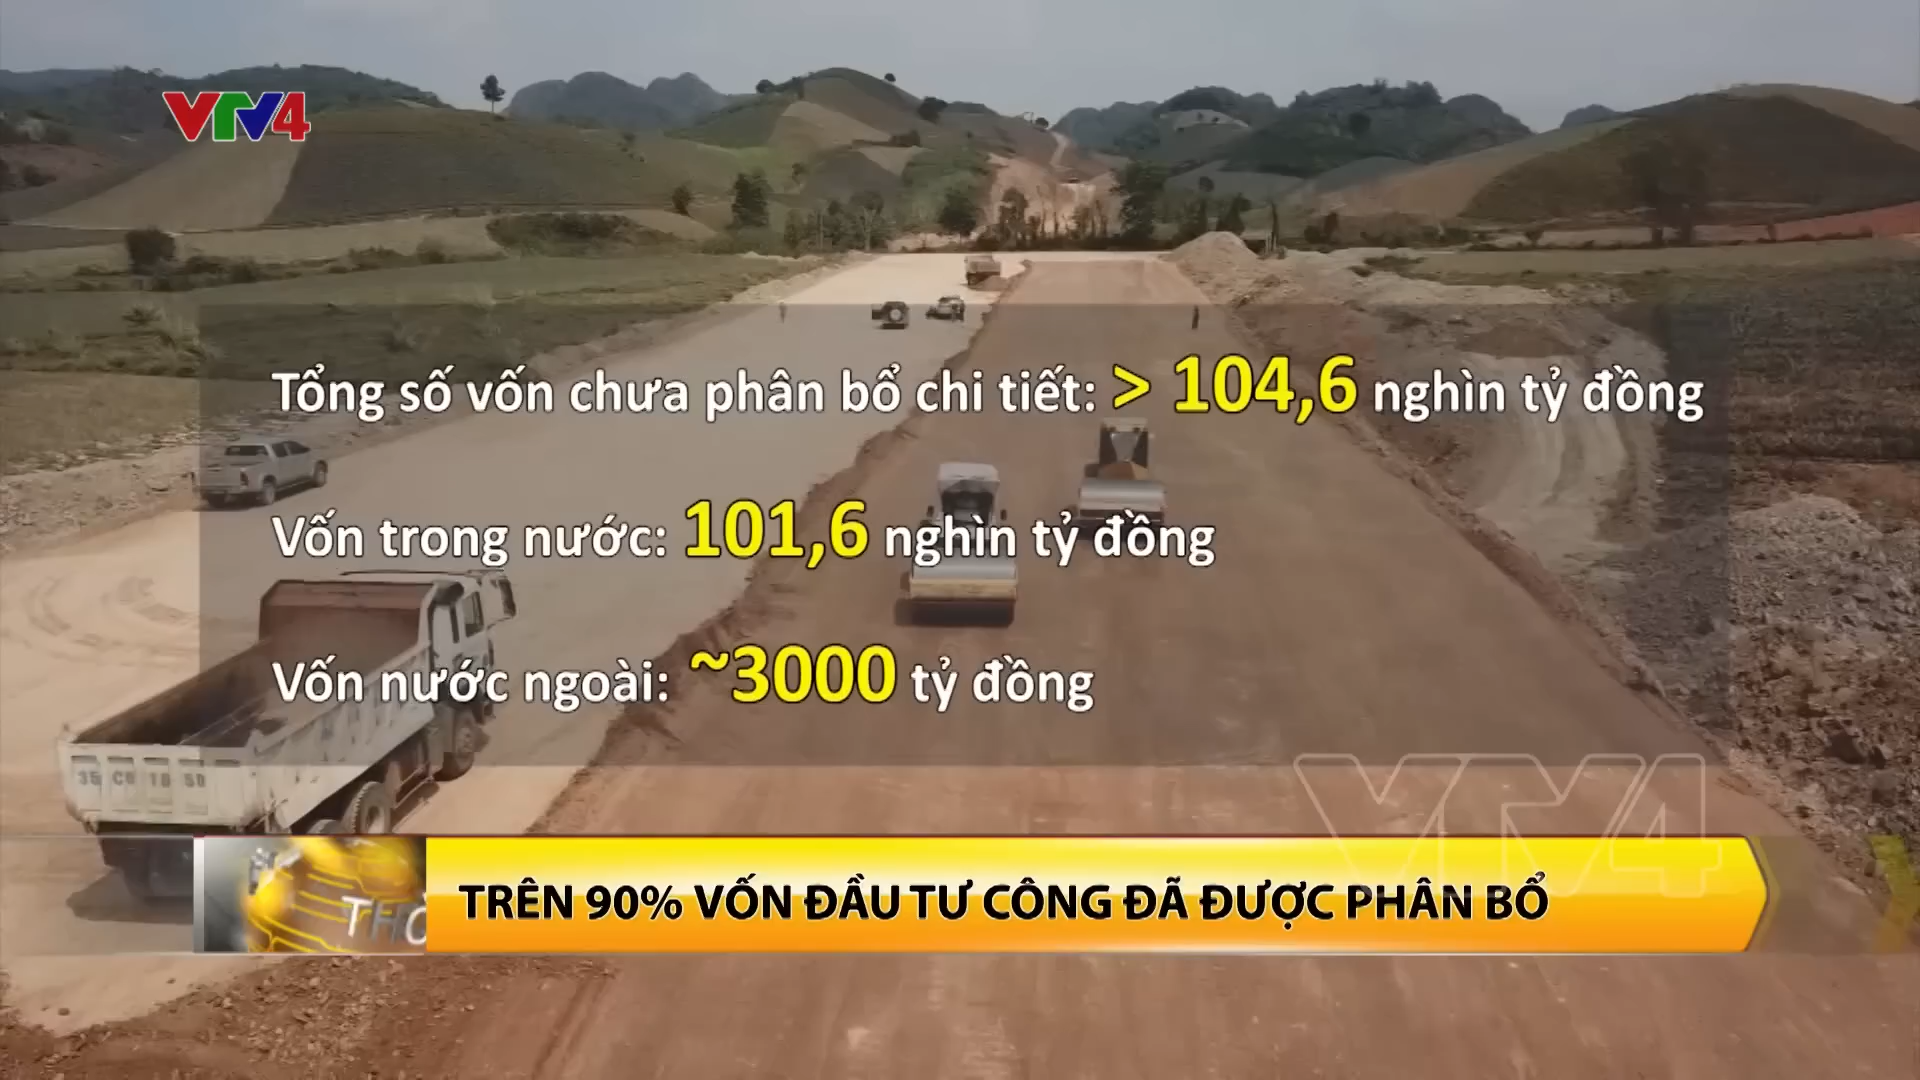 VTV4
Tổng số vốn chưa phân bổ chi tiết: > 104,6 nghìn tỷ đồng
Vốn trong nước: 101,6 nghìn tỷ đồng
Vốn nước ngoài: ~3000 tỷ đồng
VTV4
THỜ
TRÊN 90% VỐN ĐẦU TƯ CÔNG ĐÃ ĐƯỢC PHÂN BỔ